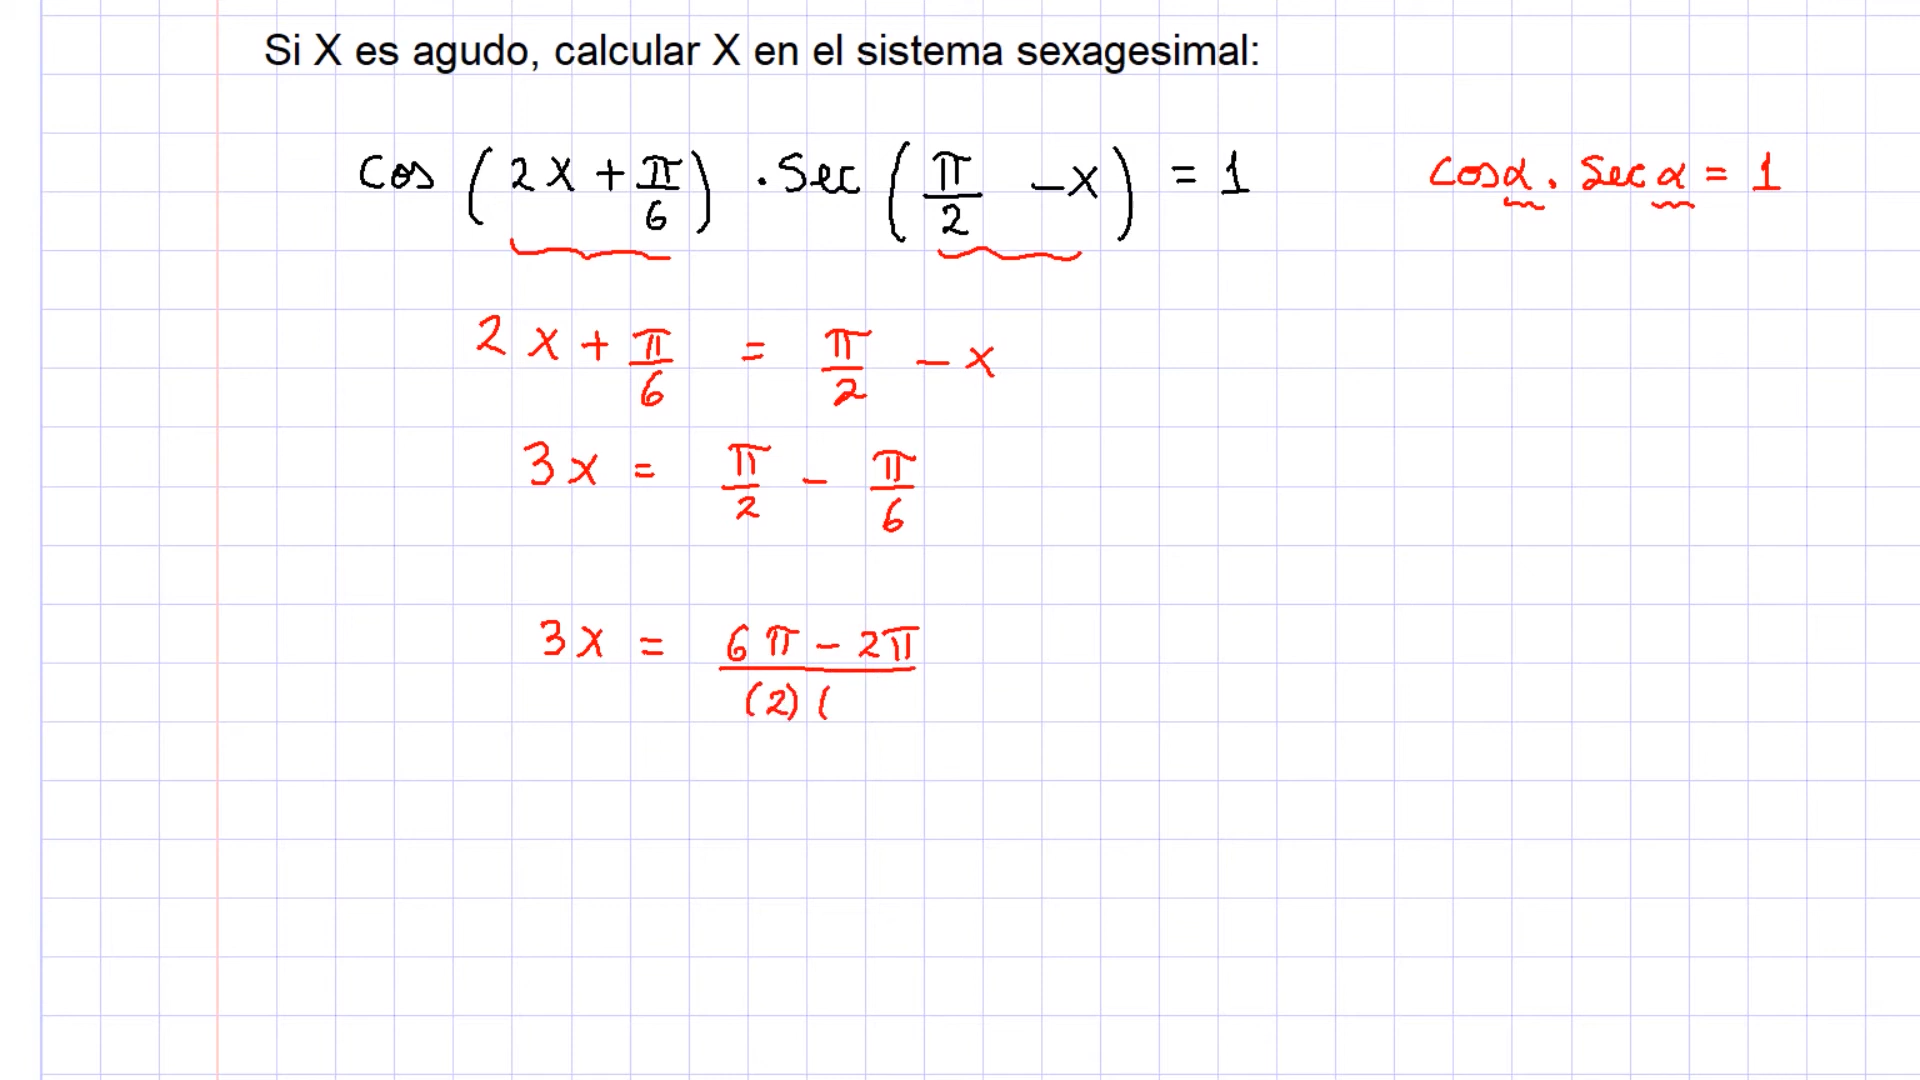 Si X es agudo, calcular X en el sistema sexagesimal:
Cos (2X + π/6) . Sec (π/2 - x) = 1
Cosα . Secα = 1
2x + π/6 = π/2 - x
3x = π/2 - π/6
3x = (6π - 2π)/(2)(